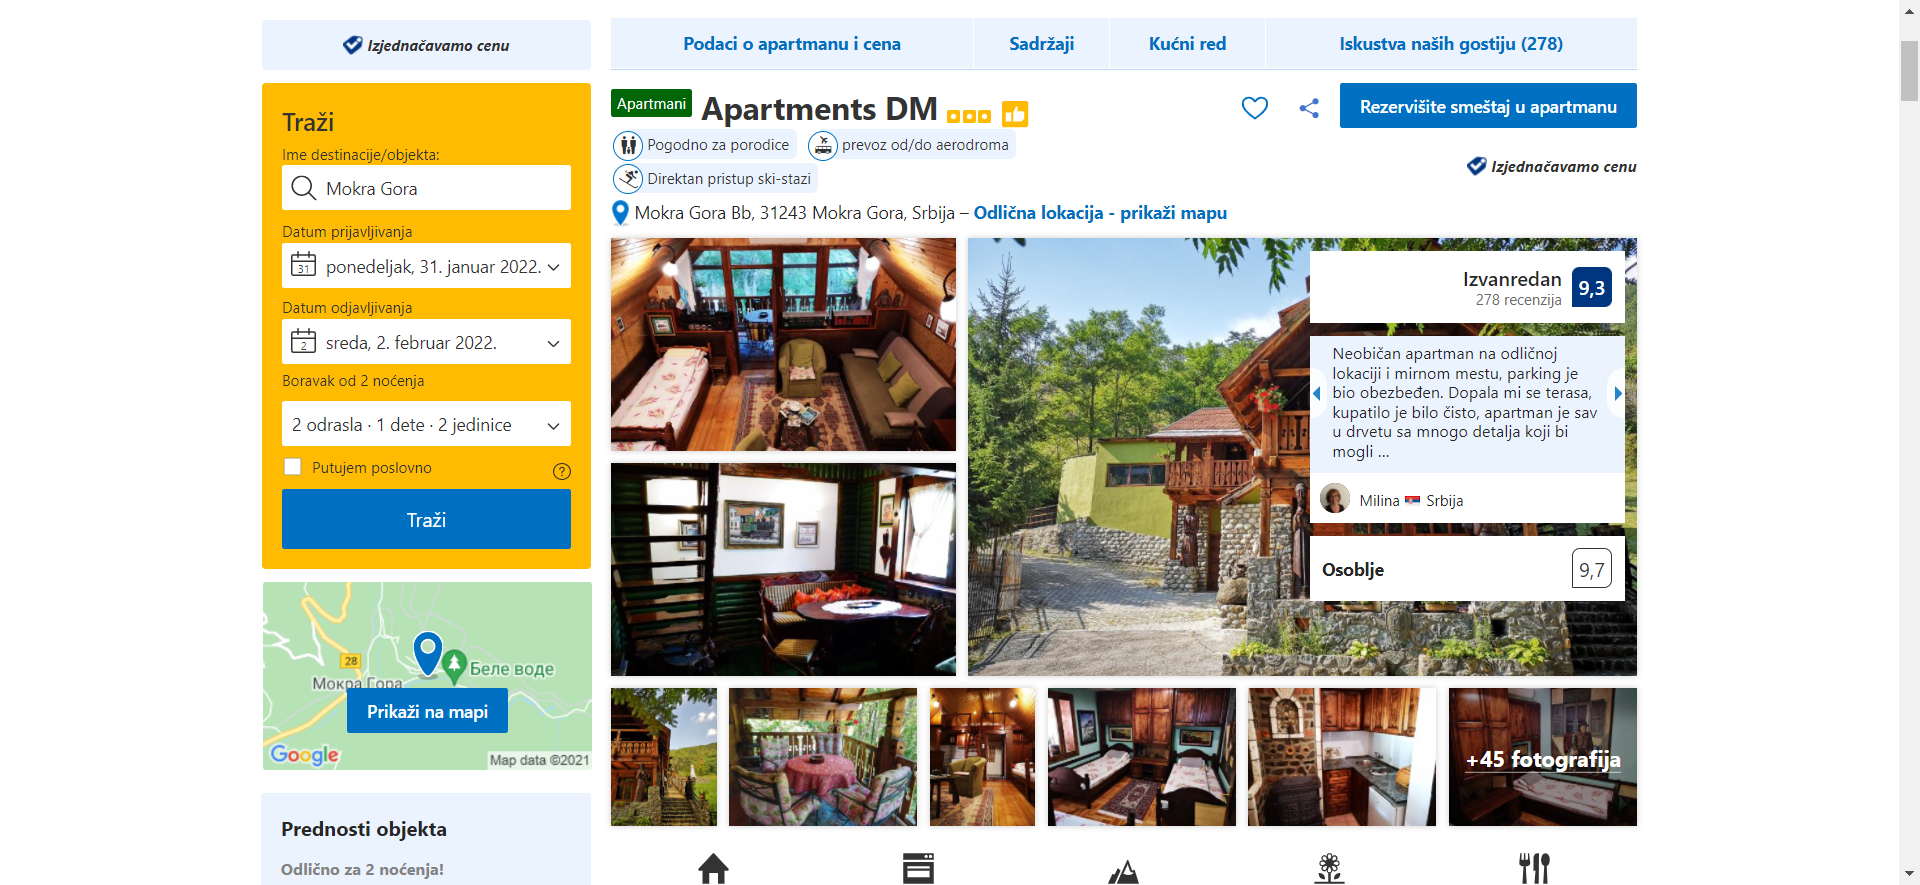 Izjednačavamo cenu
Podaci o apartmanu i cena
Sadržaji
Kućni red
Iskustva naših gostiju (278)
Traži
Ime destinacije/objekta:
Mokra Gora
Datum prijavljivanja
31
ponedeljak, 31. januar 2022.
Datum odjavljivanja
2
sreda, 2. februar 2022.
Boravak od 2 noćenja
2 odrasla · 1 dete · 2 jedinice
Putujem poslovno
?
Traži
28
Беле воде
Мокра Гора
Prikaži na mapi
Google
Map data ©2021
Prednosti objekta
Odlično za 2 noćenja!
Apartmani
Apartments DM
Rezervišite smeštaj u apartmanu
Pogodno za porodice
prevoz od/do aerodroma
Direktan pristup ski-stazi
Izjednačavamo cenu
Mokra Gora Bb, 31243 Mokra Gora, Srbija – Odlična lokacija - prikaži mapu
Izvanredan
278 recenzija
9,3
Neobičan apartman na odličnoj
lokaciji i mirnom mestu, parking je
bio obezbeđen. Dopala mi se terasa,
kupatilo je bilo čisto, apartman je sav
u drvetu sa mnogo detalja koji bi
mogli ...
Milina
Srbija
Osoblje
9,7
+45 fotografija